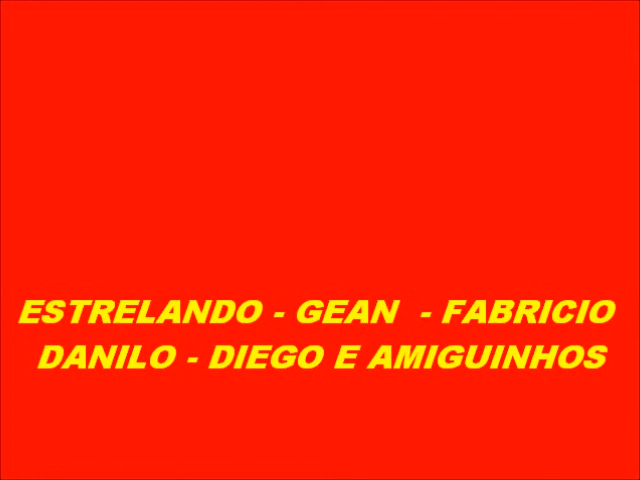 ESTRELANDO - GEAN  - FABRICIO
DANILO - DIEGO E AMIGUINHOS